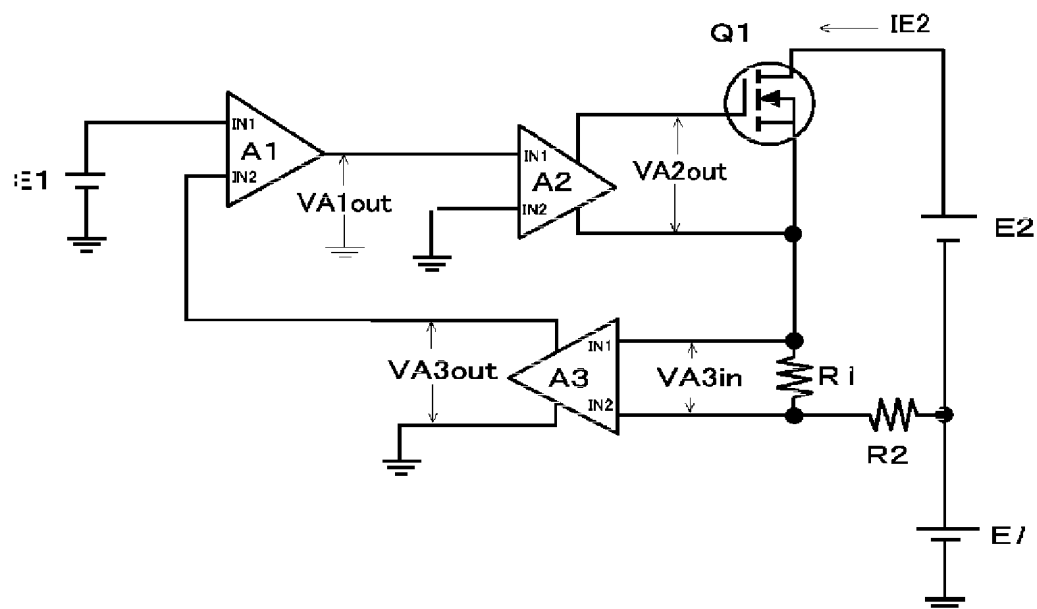 Q1
IE2
IN1
A1
IN2
E1
VA1out
IN1
A2
IN2
VA2out
E2
VA3out
A3
IN1
IN2
VA3in
Ri
R2